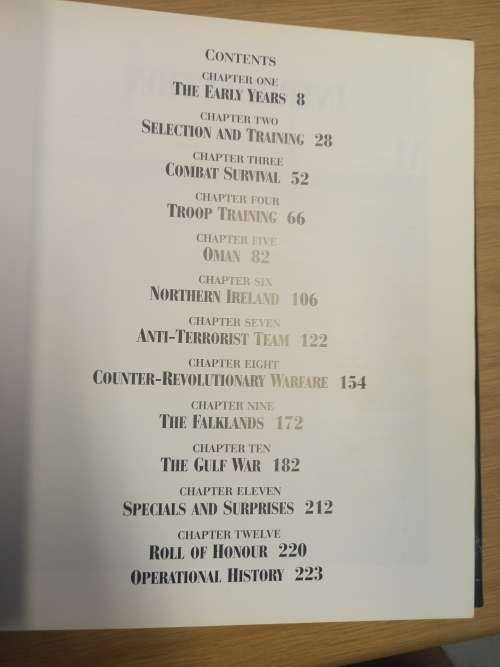 CONTENTS
CHAPTER ONE
THE EARLY YEARS 8
CHAPTER TWO
SELECTION AND TRAINING 28
CHAPTER THREE
COMBAT SURVIVAL 52
CHAPTER FOUR
TROOP TRAINING 66
CHAPTER FIVE
OMAN 82
CHAPTER SIX
NORTHERN IRELAND 106
CHAPTER SEVEN
ANTI-TERRORIST TEAM 122
CHAPTER EIGHT
COUNTER-REVOLUTIONARY WARFARE 154
CHAPTER NINE
THE FALKLANDS 172
CHAPTER TEN
THE GULF WAR 182
CHAPTER ELEVEN
SPECIALS AND SURPRISES 212
CHAPTER TWELVE
ROLL OF HONOUR 220
OPERATIONAL HISTORY 223